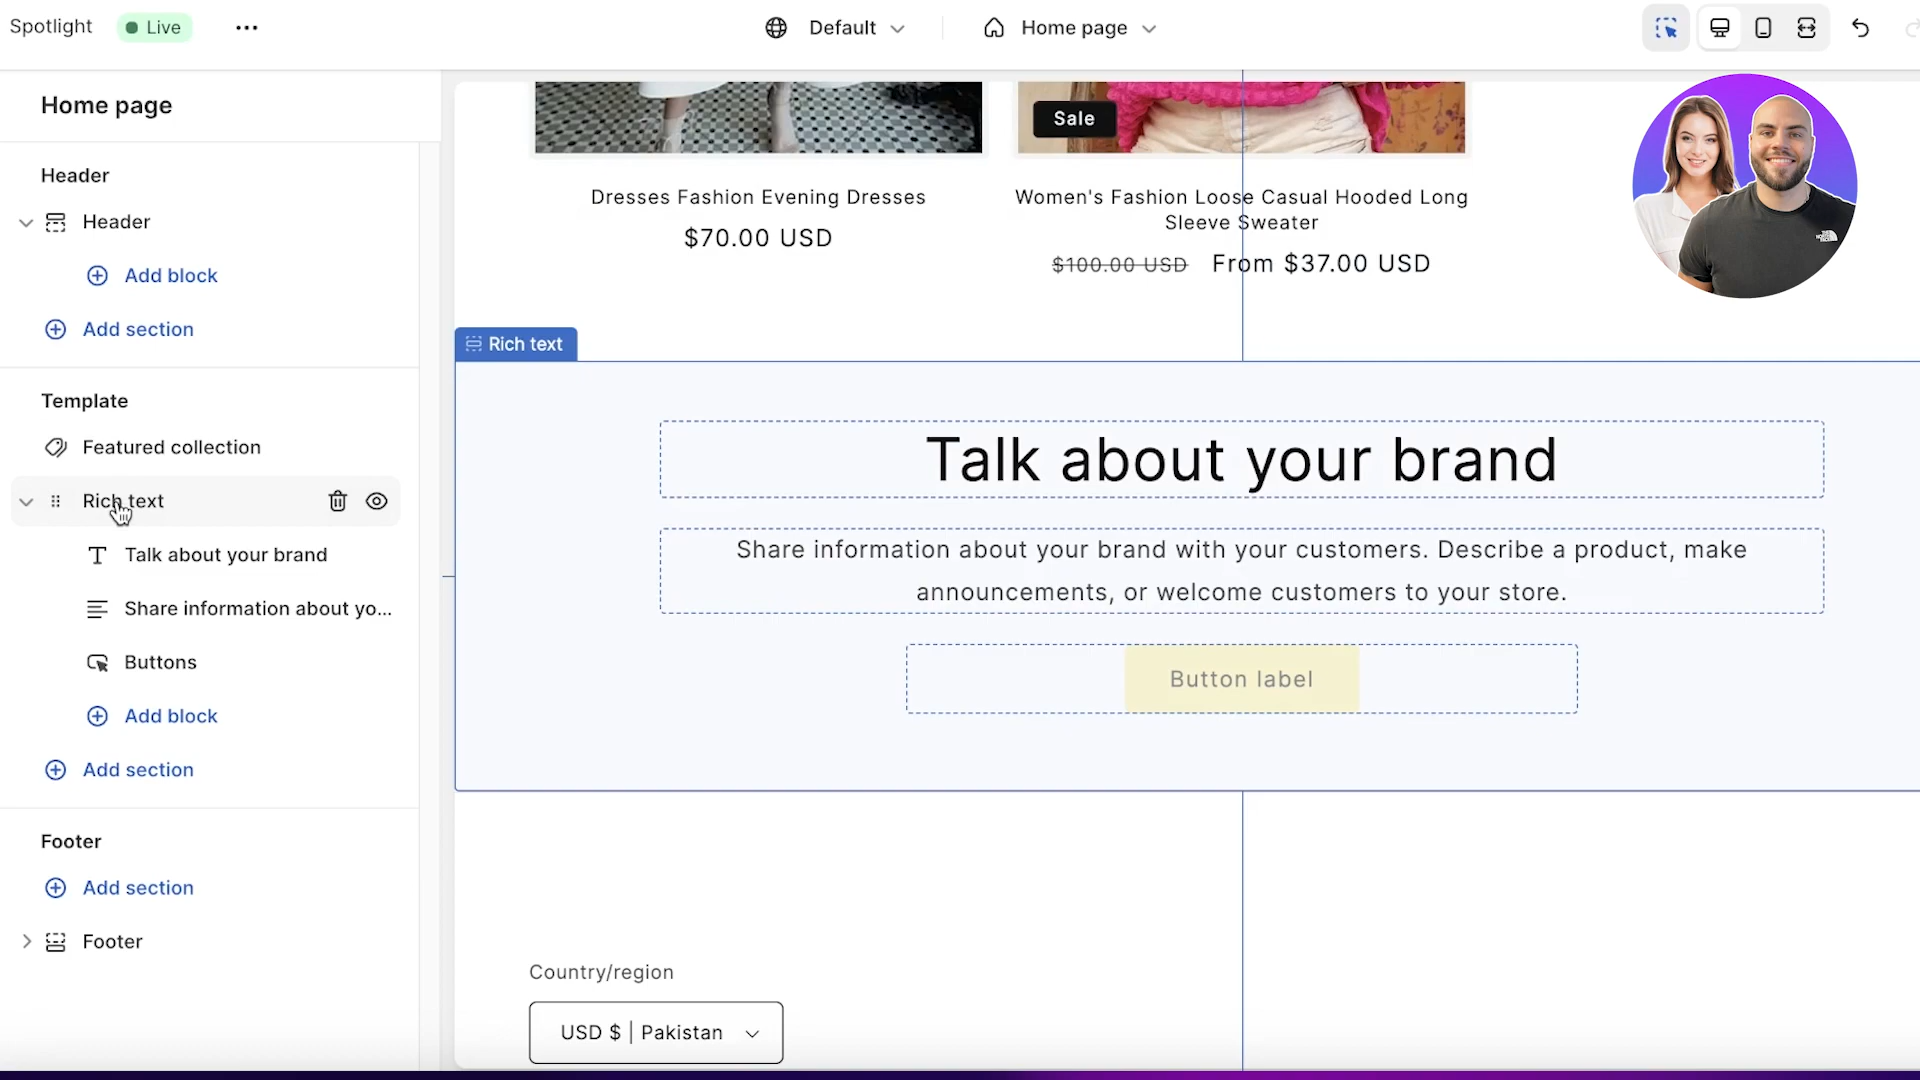 Spotlight
Live
Default
Home page
Home page
Header
Header
Add block
Add section
Template
Featured collection
Rich text
Talk about your brand
Share information about yo...
Buttons
Add block
Add section
Footer
Add section
Footer
Sale
Dresses Fashion Evening Dresses
$70.00 USD
Women's Fashion Loose Casual Hooded Long
Sleeve Sweater
$100.00 USD From $37.00 USD
Rich text
Talk about your brand
Share information about your brand with your customers. Describe a product, make
announcements, or welcome customers to your store.
Button label
Country/region
USD $ | Pakistan
THE
NORTH
FACE